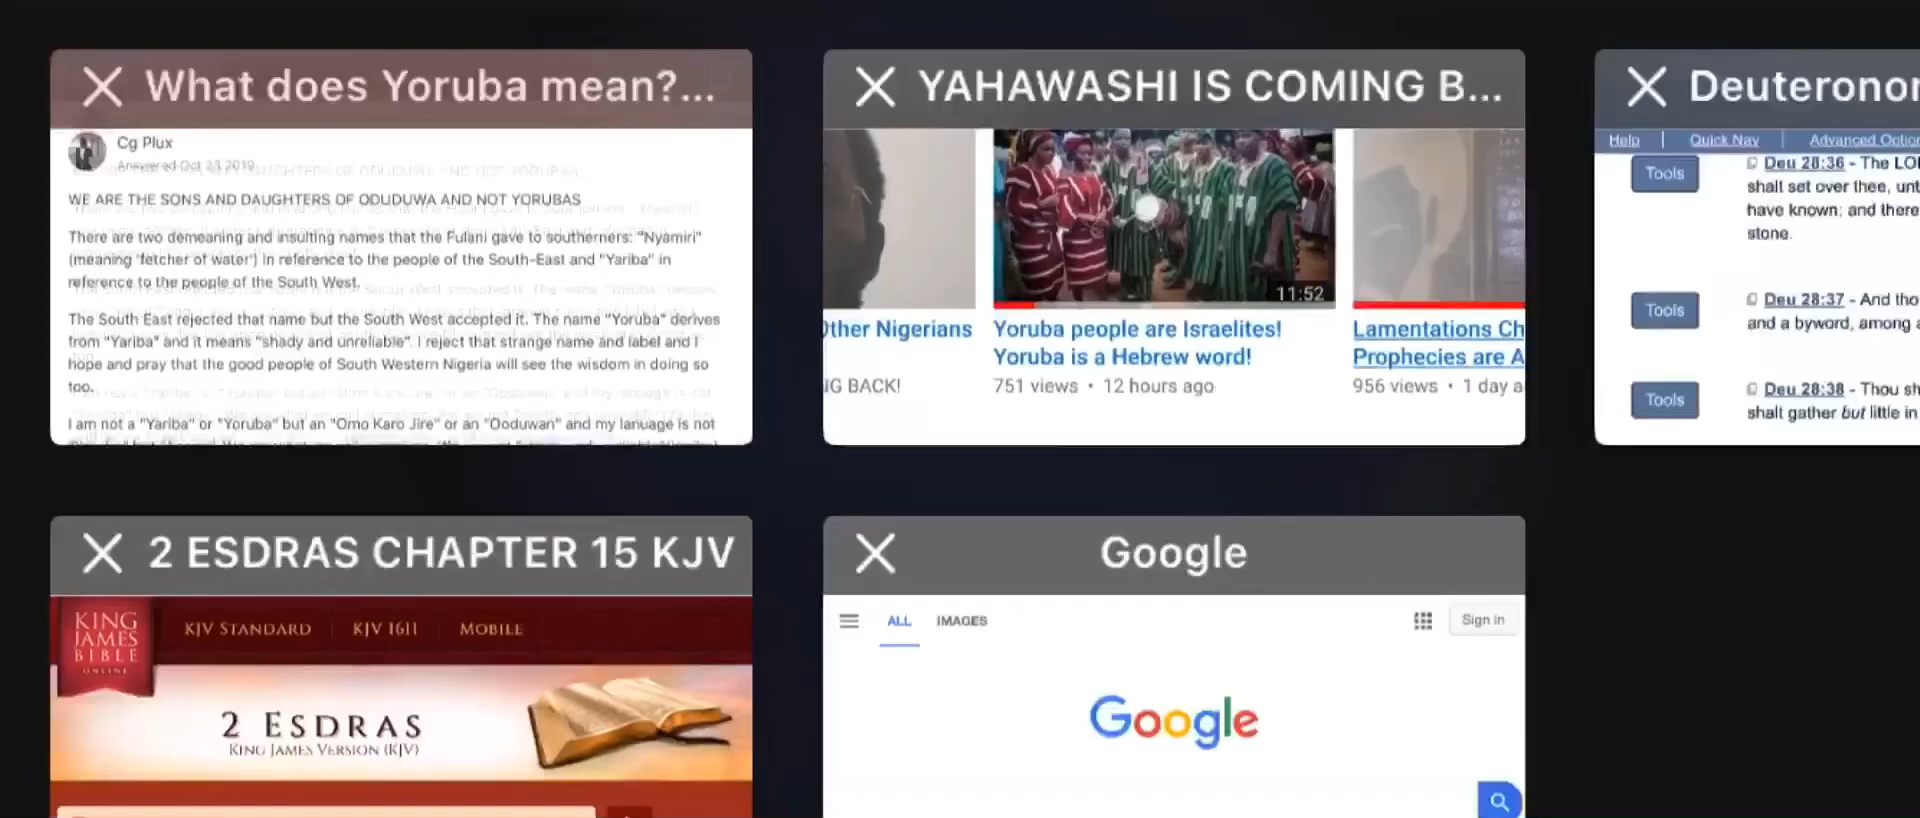 What does Yoruba mean?...
Cg Plux
Answered Oct 23 2019
WE ARE THE SONS AND DAUGHTERS OF ODUDUWA AND NOT YORUBAS
There are two demeaning and insulting names that the Fulani gave to southerners: "Nyamiri"
(meaning 'fetcher of water') in reference to the people of the South-East and "Yariba" in
reference to the people of the South West.
The South East rejected that name but the South West accepted it. The name "Yoruba" derives
from "Yariba" and it means "shady and unreliable". I reject that strange name and label and I
hope and pray that the good people of South Western Nigeria will see the wisdom in doing so
too.
I am not a "Yariba" or "Yoruba" but an "Omo Karo Jire" or an "Ooduwan" and my lanuage is not
YAHAWASHI IS COMING B...
11:52
Other Nigerians
NG BACK!
Yoruba people are Israelites!
Yoruba is a Hebrew word!
751 views • 12 hours ago
Lamentations Ch
Prophecies are A
956 views • 1 day a
Deuteronor
Help
Quick Nav
Advanced Option
Tools
Deu 28:36 - The LOR
shall set over thee, unt
have known; and there
stone.
Tools
Deu 28:37 - And tho
and a byword, among a
Tools
Deu 28:38 - Thou sh
shalt gather but little in
2 ESDRAS CHAPTER 15 KJV
KING
JAMES
BIBLE
ONLINE
KJV STANDARD
KJV 1611
MOBILE
2 ESDRAS
KING JAMES VERSION (KJV)
Google
ALL
IMAGES
Sign in
Google